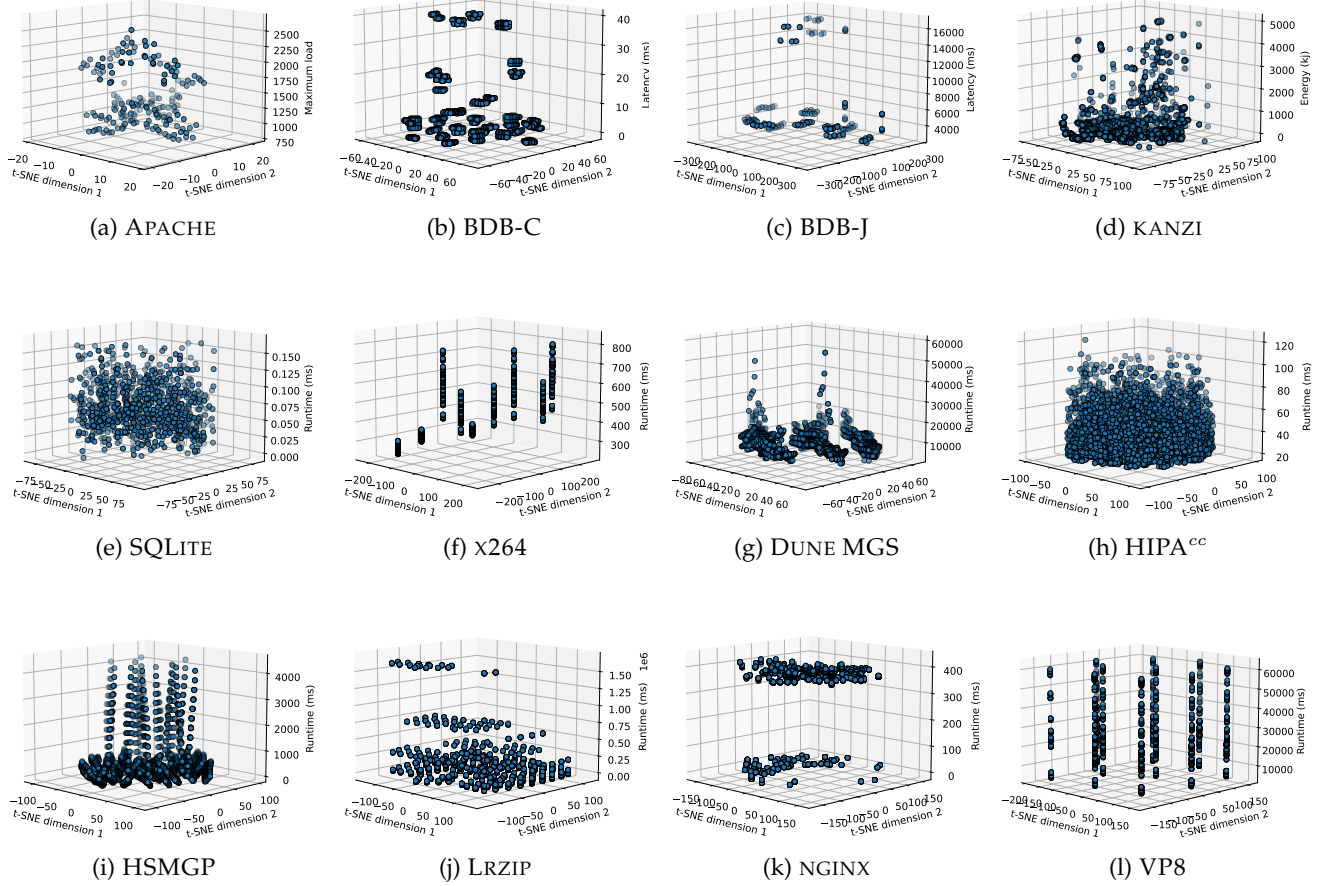 2500
2250
2000
1750
1500
1250
1000
750
Maximum load
−20
−10
0
10
20
t-SNE dimension 1
−20
−10
0
10
20
t-SNE dimension 2
(a) APACHE
40
30
20
10
0
Latency (ms)
−60−40−20 0 20 40 60
t-SNE dimension 1
−60−40−20 0 20 40 60
t-SNE dimension 2
(b) BDB-C
16000
14000
12000
10000
8000
6000
4000
Latency (ms)
−300−200−100 0 100 200 300
t-SNE dimension 1
−300−200−100 0 100 200 300
t-SNE dimension 2
(c) BDB-J
5000
4000
3000
2000
1000
0
Energy (kJ)
−75−50−25 0 25 50 75 100
t-SNE dimension 1
−75−50−25 0 25 50 75100
t-SNE dimension 2
(d) KANZI
0.150
0.125
0.100
0.075
0.050
0.025
0.000
Runtime (ms)
−75−50−25 0 25 50 75
t-SNE dimension 1
−75−50−25 0 25 50 75
t-SNE dimension 2
(e) SQLITE
800
700
600
500
400
300
Runtime (ms)
−200−100 0 100 200
t-SNE dimension 1
−200−100 0 100200
t-SNE dimension 2
(f) X264
60000
50000
40000
30000
20000
10000
Runtime (ms)
−80−60−40−20 0 20 40 60
t-SNE dimension 1
−60−40−20 0 20 40 60
t-SNE dimension 2
(g) DUNE MGS
120
100
80
60
40
20
Runtime (ms)
−100−50 0 50 100
t-SNE dimension 1
−100−50 0 50 100
t-SNE dimension 2
(h) HIPAcc
4000
3000
2000
1000
0
Runtime (ms)
−100−50 0 50 100
t-SNE dimension 1
−100−50 0 50 100
t-SNE dimension 2
(i) HSMGP
1e6
1.50
1.25
1.00
0.75
0.50
0.25
0.00
Runtime (ms)
−100−50 0 50 100
t-SNE dimension 1
−100−50 0 50 100
t-SNE dimension 2
(j) LRZIP
400
300
200
100
0
Runtime (ms)
−150−100−50 0 50 100 150
t-SNE dimension 1
−150−100−50 0 50 100150
t-SNE dimension 2
(k) NGINX
60000
50000
40000
30000
20000
10000
Runtime (ms)
−200−150−100−50 0 50 100 150
t-SNE dimension 1
−150−100−50 0 50 100150
t-SNE dimension 2
(l) VP8